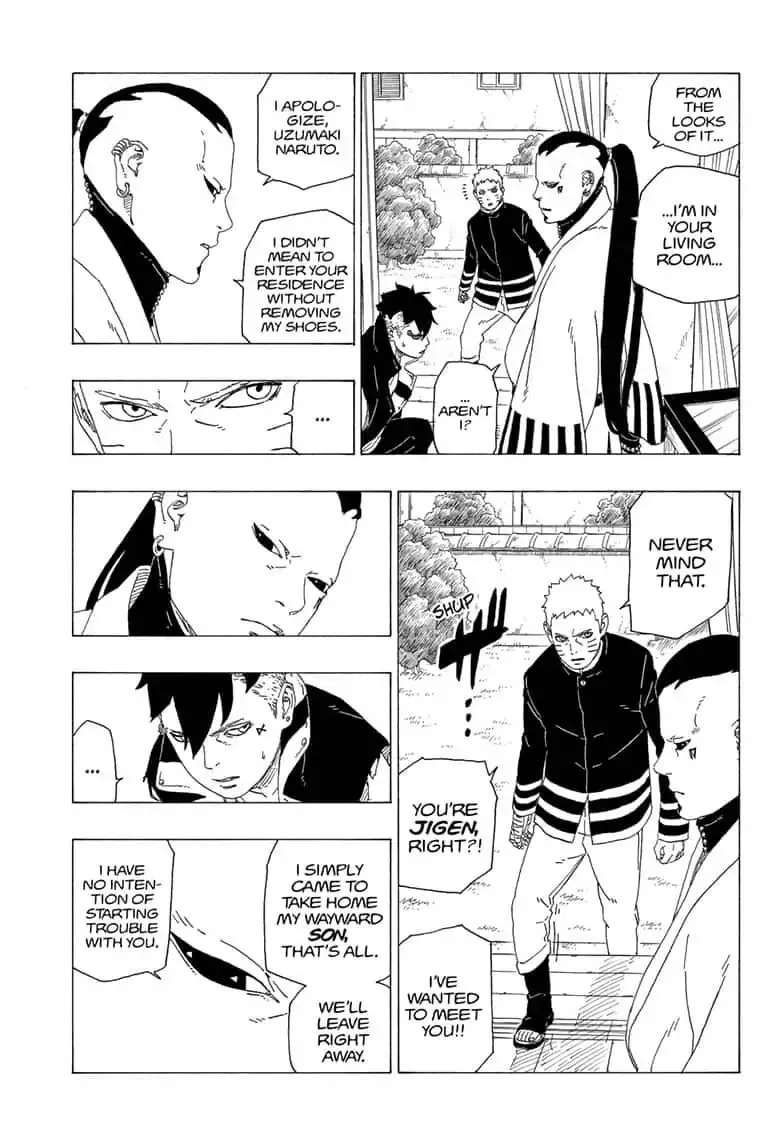 FROM
THE
LOOKS
OF IT...
...I'M IN
YOUR
LIVING
ROOM...
...
AREN'T
I?
I APOLO-
GIZE,
UZUMAKI
NARUTO.
I DIDN'T
MEAN TO
ENTER YOUR
RESIDENCE
WITHOUT
REMOVING
MY SHOES.
...
NEVER
MIND
THAT.
SHUP
YOU'RE
JIGEN,
RIGHT?!
I'VE
WANTED
TO MEET
YOU!!
...
I SIMPLY
CAME TO
TAKE HOME
MY WAYWARD
SON,
THAT'S ALL.
WE'LL
LEAVE
RIGHT
AWAY.
I HAVE
NO INTEN-
TION OF
STARTING
TROUBLE
WITH YOU.